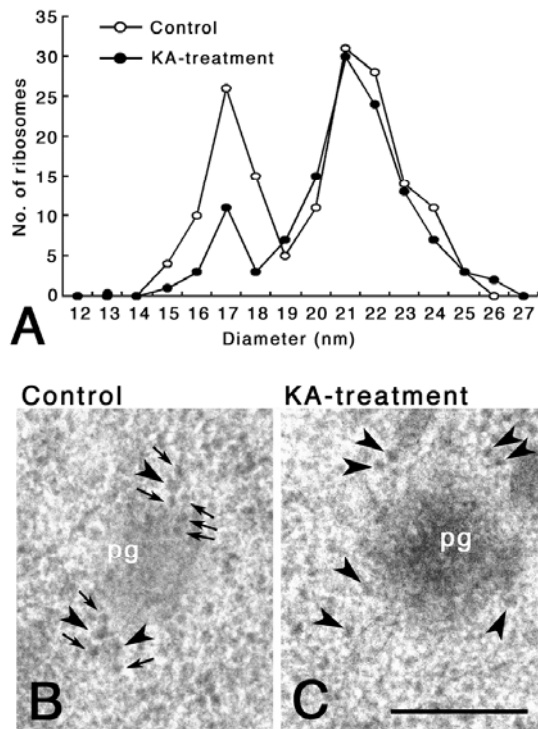 35
30
25
20
15
10
5
0
No. of ribosomes
Control
KA-treatment
12 13 14 15 16 17 18 19 20 21 22 23 24 25 26 27
Diameter (nm)
A
Control
pg
B
KA-treatment
pg
C